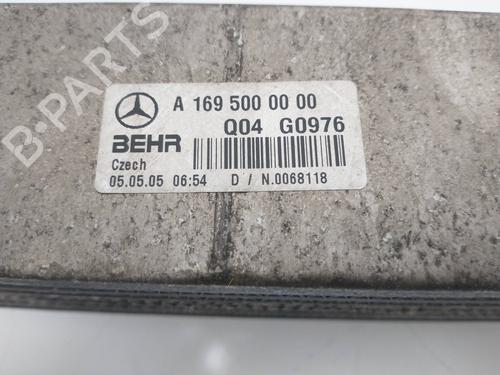 B-PARTS
A 169 500 00 00
BEHR
Q04 G0976
Czech
05.05.05 06:54 D / N.0068118